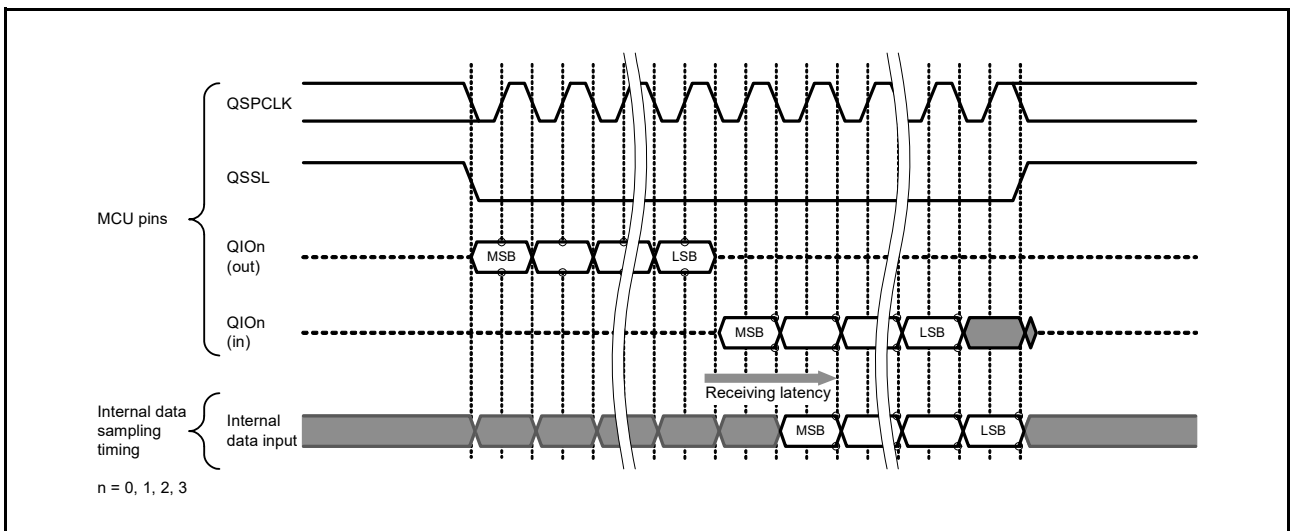 QSPCLK
QSSL
MCU pins
QIOn
(out)
MSB
LSB
QIOn
(in)
MSB
LSB
Receiving latency
Internal data
sampling
timing
Internal
data input
MSB
LSB
n = 0, 1, 2, 3